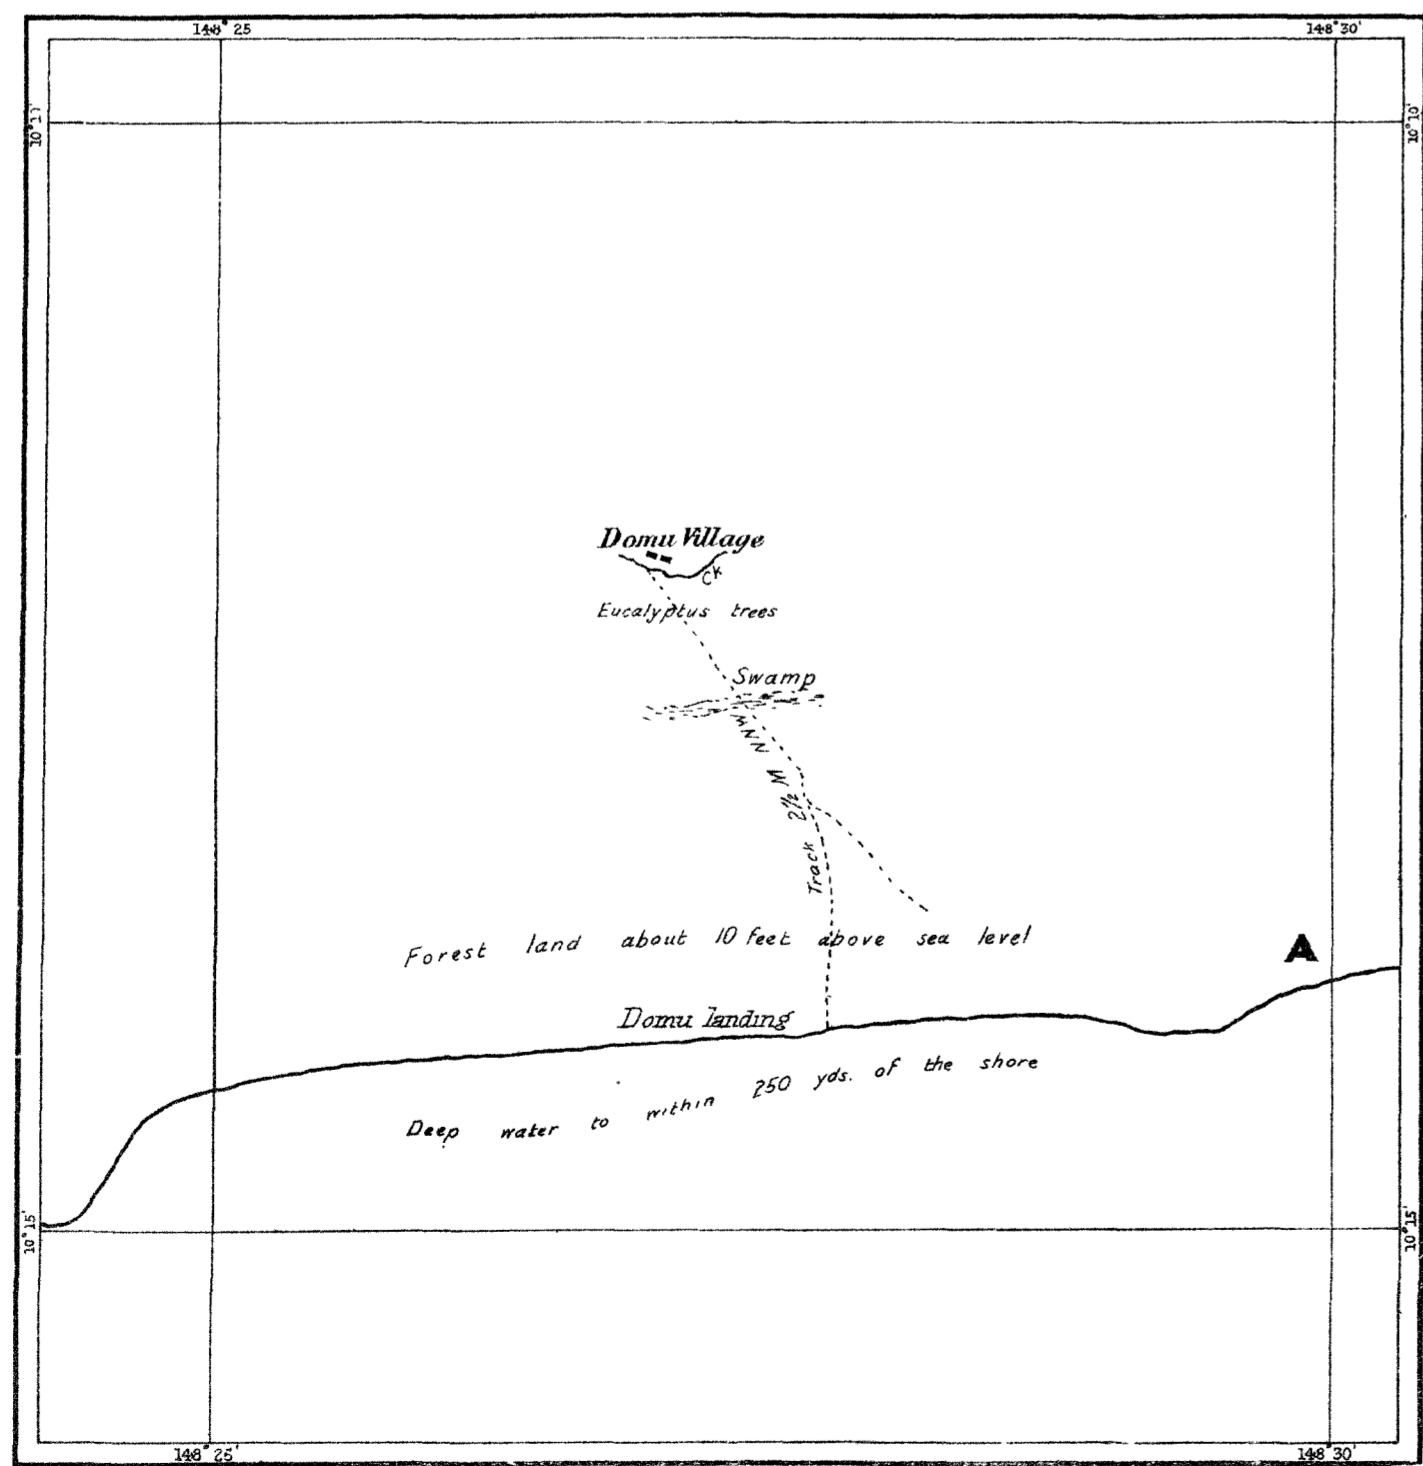 148° 25
148° 30'
10° 10'
Domu Village
Ck
Eucalyptus trees
Swamp
Track 2½ M NNW
Forest land about 10 feet above sea level
A
Domu landing
Deep water to within 250 yds. of the shore
10° 15'
10° 15'
148° 25'
148° 30'